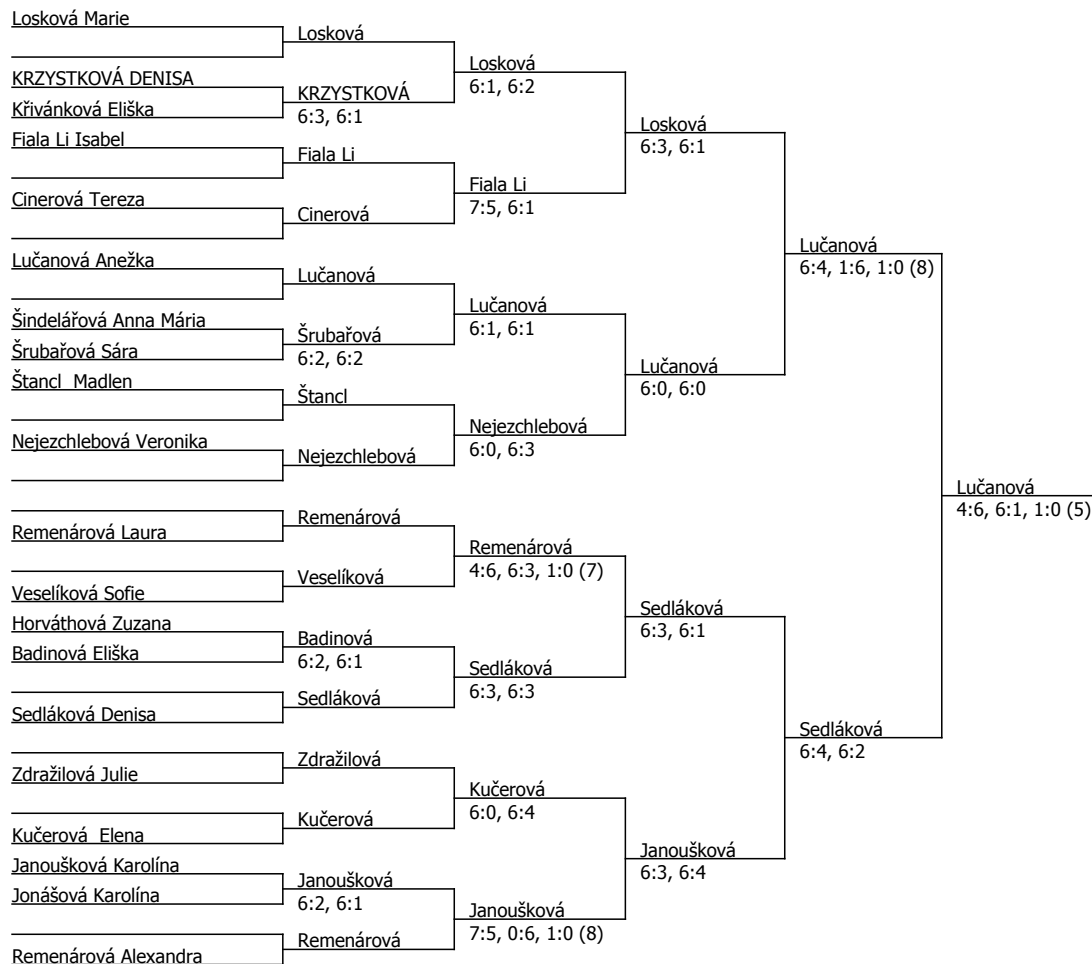 Losková Marie
KRZYSTKOVÁ DENISA
Křivánková Eliška
Fiala Li Isabel
Cinerová Tereza
Lučanová Anežka
Šindelářová Anna Mária
Šrubařová Sára
Štancl  Madlen
Nejezchlebová Veronika
Remenárová Laura
Veselíková Sofie
Horváthová Zuzana
Badinová Eliška
Sedláková Denisa
Zdražilová Julie
Kučerová  Elena
Janoušková Karolína
Jonášová Karolína
Remenárová Alexandra
Losková
KRZYSTKOVÁ
6:3, 6:1
Fiala Li
Cinerová
Lučanová
Šrubařová
6:2, 6:2
Štancl
Nejezchlebová
Remenárová
Veselíková
Badinová
6:2, 6:1
Sedláková
Zdražilová
Kučerová
Janoušková
6:2, 6:1
Remenárová
Losková
6:1, 6:2
Fiala Li
7:5, 6:1
Lučanová
6:1, 6:1
Nejezchlebová
6:0, 6:3
Remenárová
4:6, 6:3, 1:0 (7)
Sedláková
6:3, 6:3
Kučerová
6:0, 6:4
Janoušková
7:5, 0:6, 1:0 (8)
Losková
6:3, 6:1
Lučanová
6:0, 6:0
Sedláková
6:3, 6:1
Janoušková
6:3, 6:4
Lučanová
6:4, 1:6, 1:0 (8)
Sedláková
6:4, 6:2
Lučanová
4:6, 6:1, 1:0 (5)